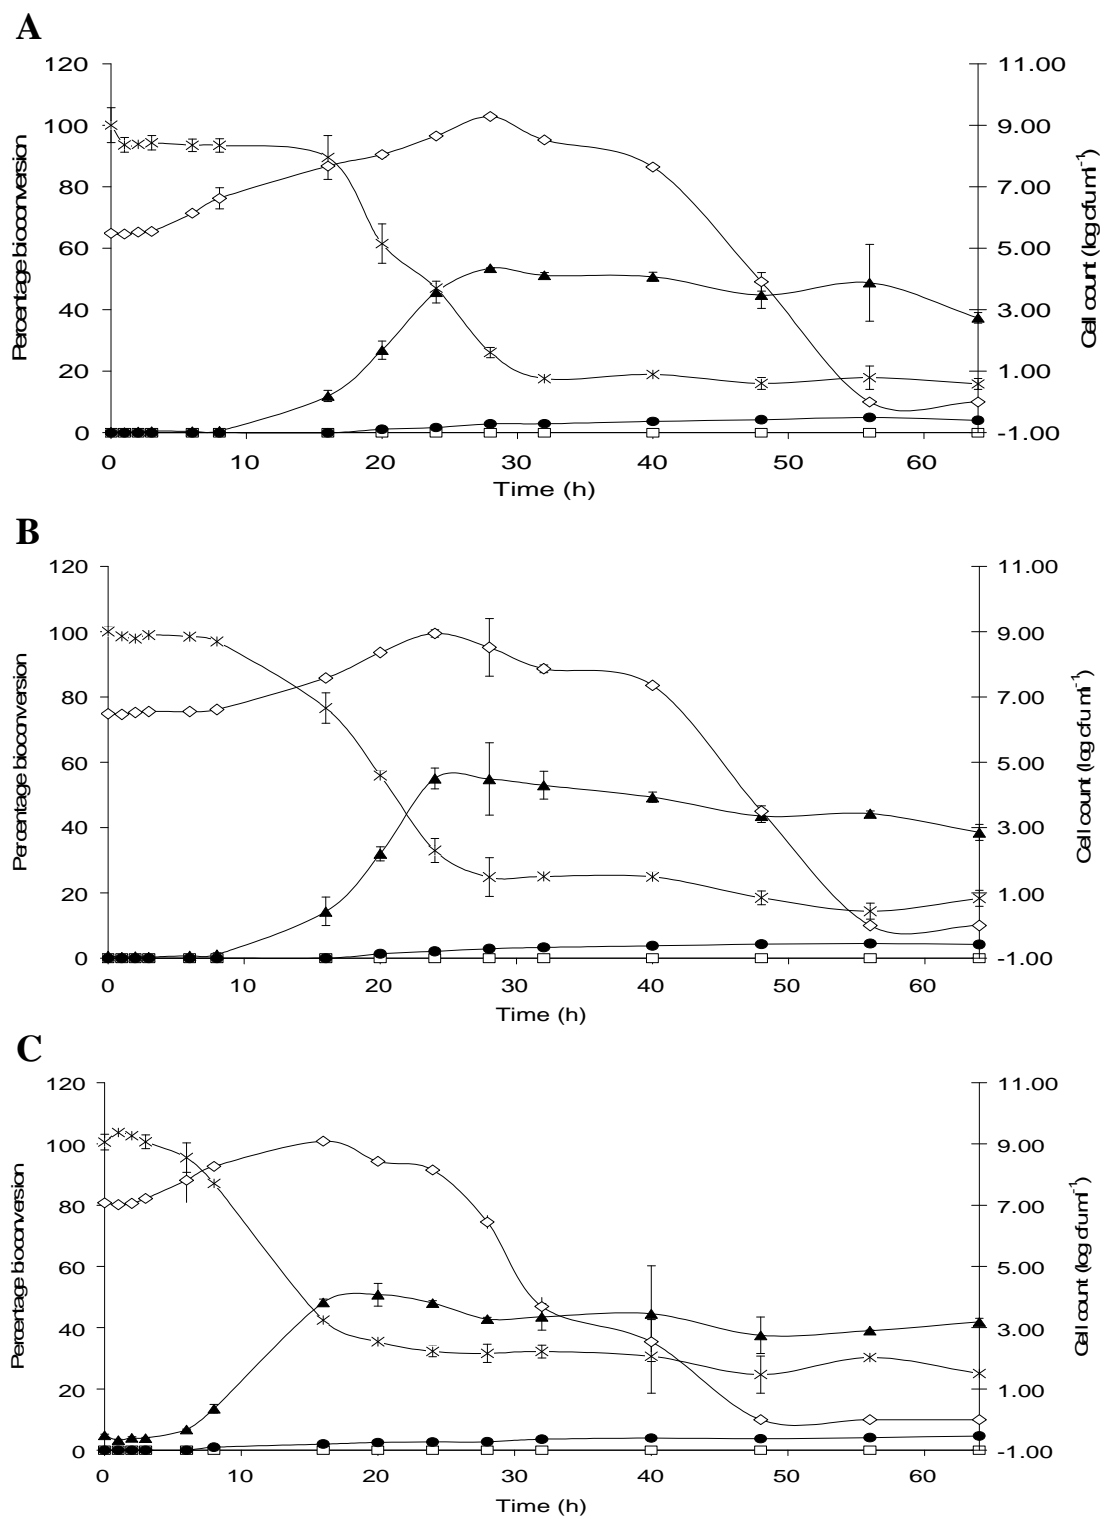 A
120 11.00
100 9.00
80 7.00
60 5.00
40 3.00
20 1.00
0 -1.00
Percentage bioconversion
Cell count (log cfu ml-1)
0 10 20 30 40 50 60
Time (h)
B
120 11.00
100 9.00
80 7.00
60 5.00
40 3.00
20 1.00
0 -1.00
Percentage bioconversion
Cell count (log cfu ml-1)
0 10 20 30 40 50 60
Time (h)
C
120 11.00
100 9.00
80 7.00
60 5.00
40 3.00
20 1.00
0 -1.00
Percentage bioconversion
Cell count (log cfu ml-1)
0 10 20 30 40 50 60
Time (h)